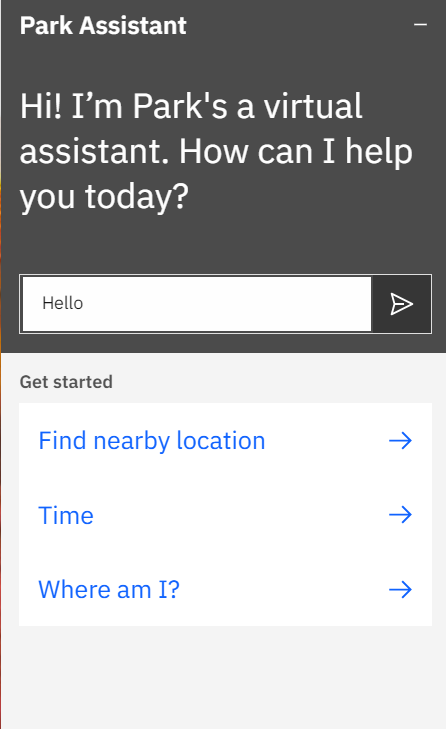 Park Assistant
Hi! I’m Park's a virtual
assistant. How can I help
you today?
Hello
Get started
Find nearby location
Time
Where am I?